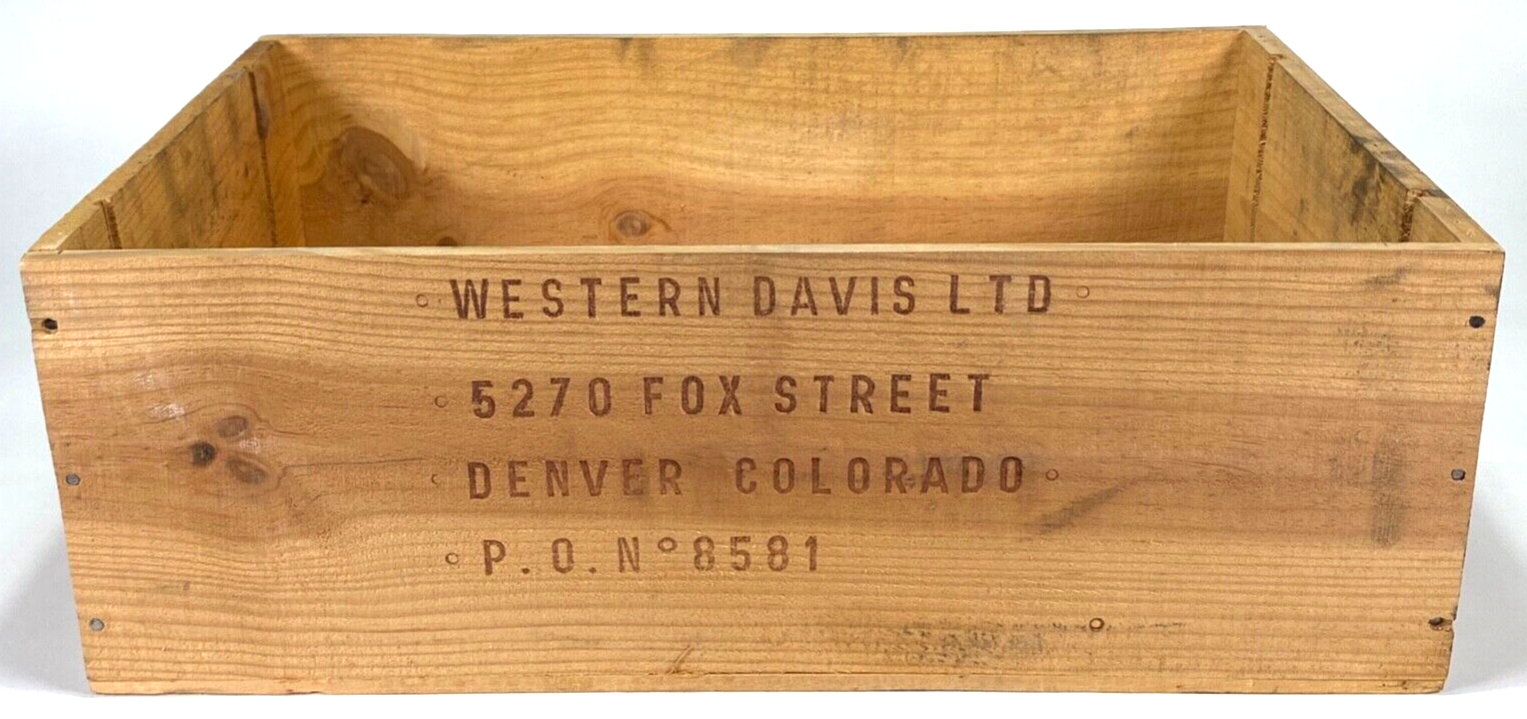 WESTERN DAVIS LTD
5270 FOX STREET
DENVER COLORADO
P.O.N°8581